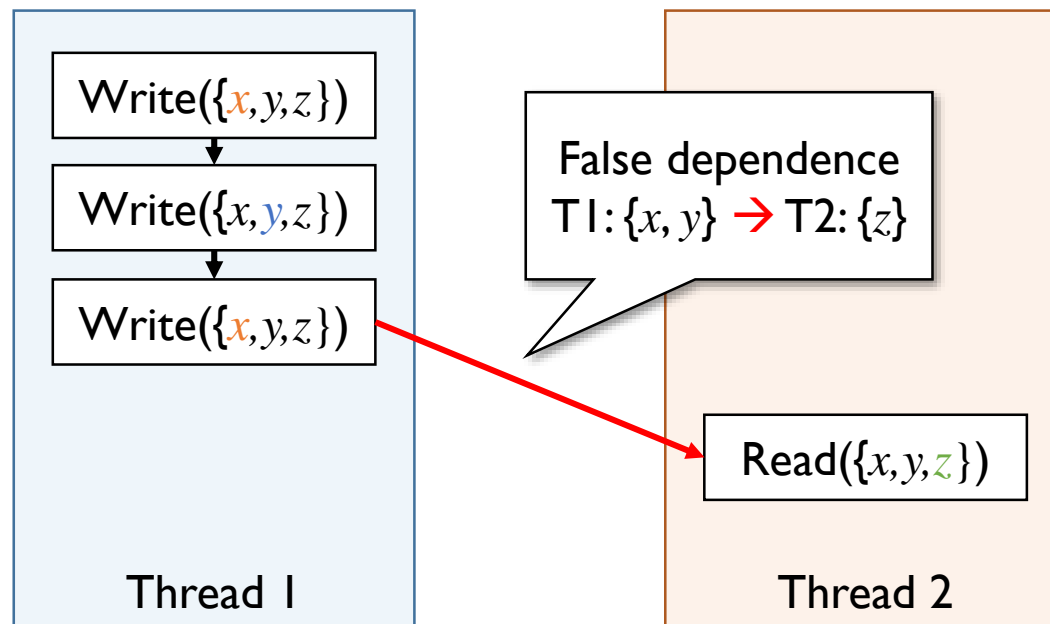 Write({x,y,z})
Write({x,y,z})
Write({x,y,z})
False dependence
T1: {x, y} → T2: {z}
Read({x,y,z})
Thread 1
Thread 2